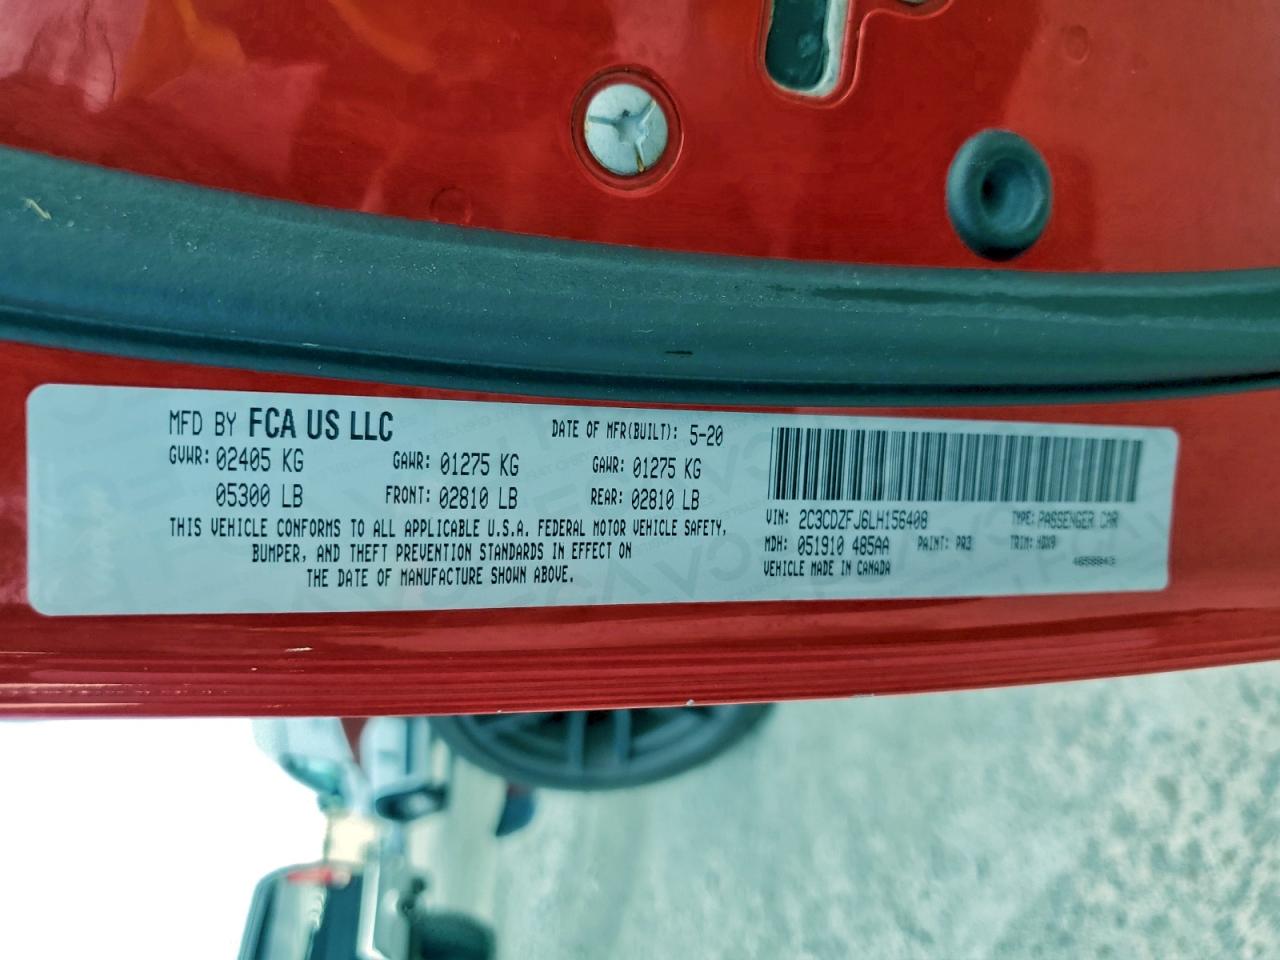 MFD BY FCA US LLC
DATE OF MFR(BUILT): 5-20
GVWR: 02405 KG GAWR: 01275 KG GAWR: 01275 KG
05300 LB FRONT: 02810 LB REAR: 02810 LB
THIS VEHICLE CONFORMS TO ALL APPLICABLE U.S.A. FEDERAL MOTOR VEHICLE SAFETY,
BUMPER, AND THEFT PREVENTION STANDARDS IN EFFECT ON
THE DATE OF MANUFACTURE SHOWN ABOVE.
VIN: 2C3CDZFJ6LH156408 TYPE: PASSENGER CAR
MDH: 051910 485AA PAINT: PR3 TRIM: HDX9
VEHICLE MADE IN CANADA